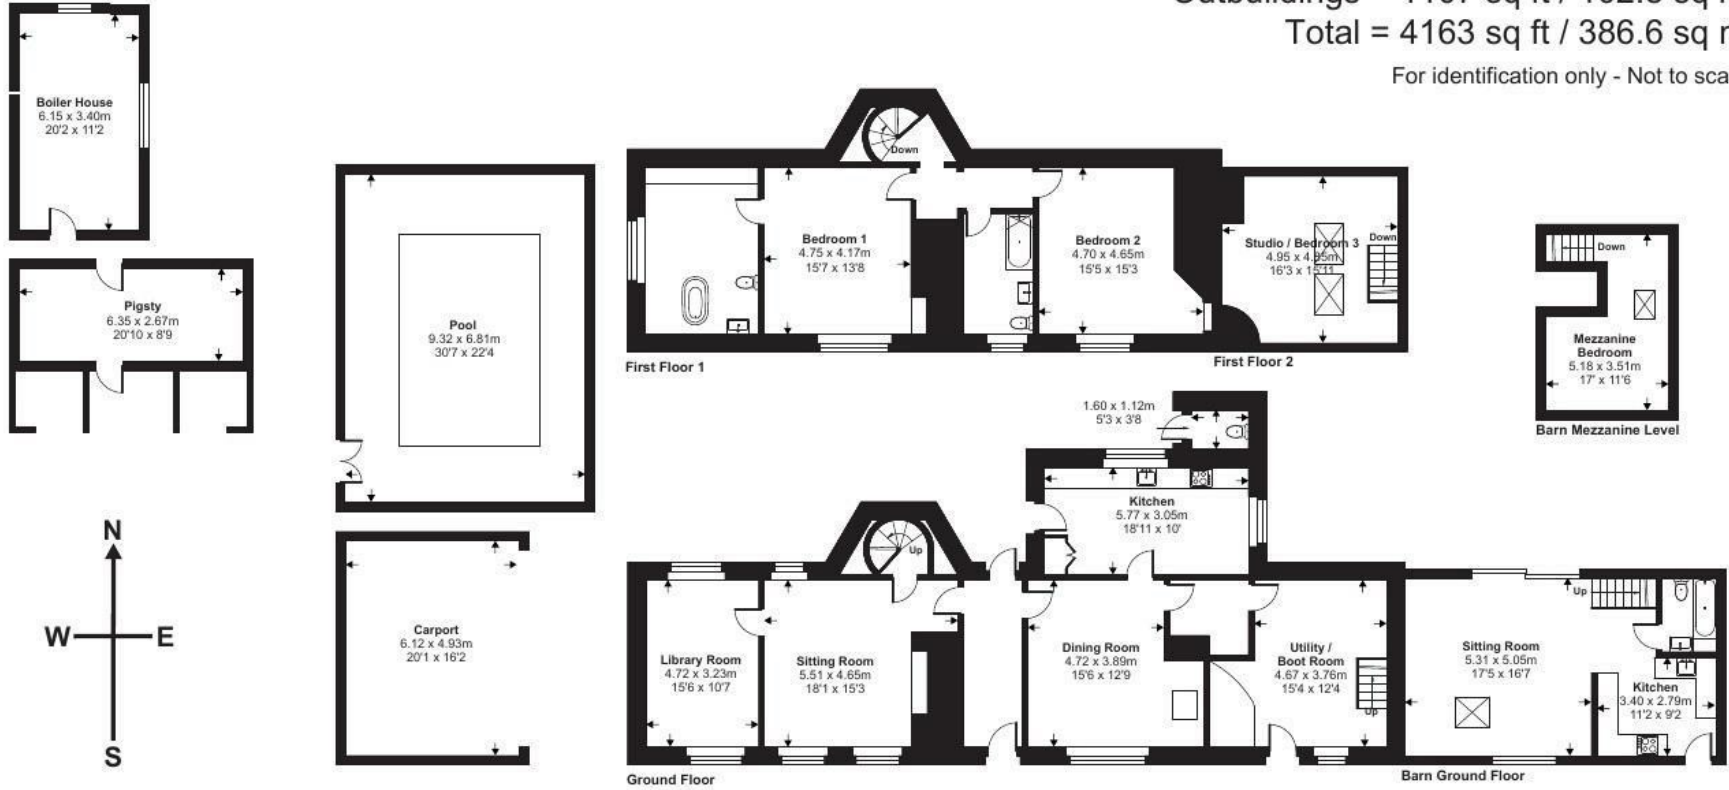 Total = 4163 sq ft / 386.6 sq
For identification only - Not to
Boiler House
6.15 x 3.40m
20'2 x 11'2
Pigsty
6.35 x 2.67m
20'10 x 8'9
Pool
9.32 x 6.81m
30'7 x 22'4
Carport
6.12 x 4.93m
20'1 x 16'2
N
W
E
S
Down
Bedroom 1
4.75 x 4.17m
15'7 x 13'8
Bedroom 2
4.70 x 4.65m
15'5 x 15'3
Studio / Bedroom 3
4.95 x 4.85m
16'3 x 15'11
Down
First Floor 1
First Floor 2
Down
Mezzanine
Bedroom
5.18 x 3.51m
17' x 11'6
Barn Mezzanine Level
1.60 x 1.12m
5'3 x 3'8
Kitchen
5.77 x 3.05m
18'11 x 10'
Up
Library Room
4.72 x 3.23m
15'6 x 10'7
Sitting Room
5.51 x 4.65m
18'1 x 15'3
Dining Room
4.72 x 3.89m
15'6 x 12'9
Utility /
Boot Room
4.67 x 3.76m
15'4 x 12'4
Up
Up
Sitting Room
5.31 x 5.05m
17'5 x 16'7
Kitchen
3.40 x 2.79m
11'2 x 9'2
Ground Floor
Barn Ground Floor